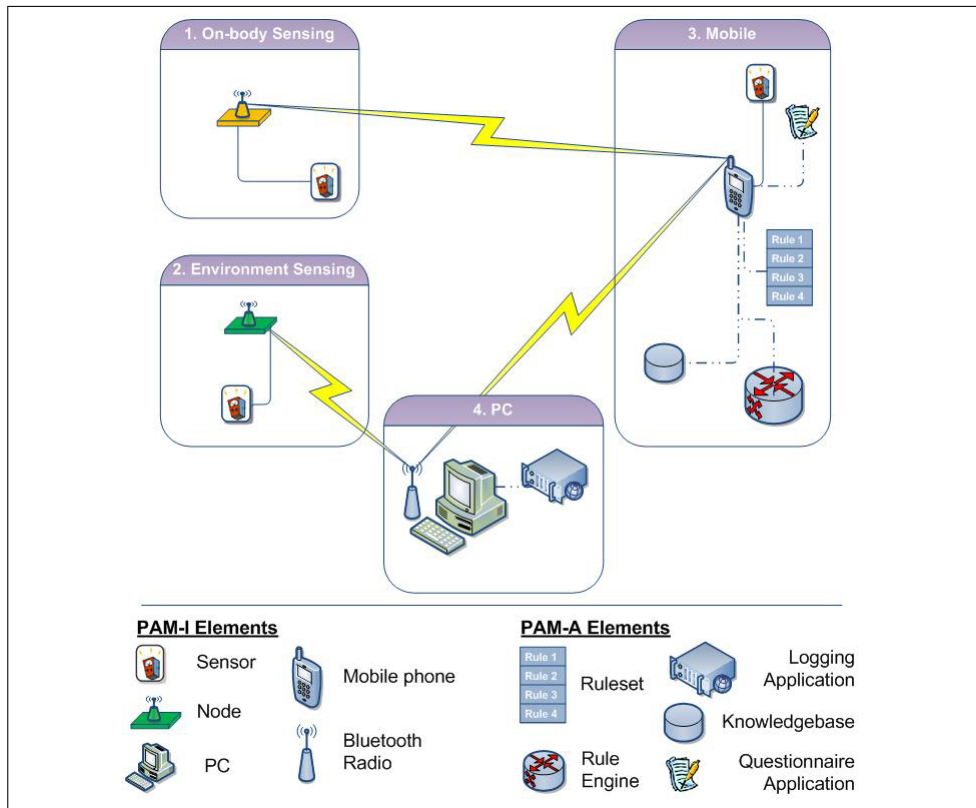 1. On-body Sensing
3. Mobile
Rule 1
Rule 2
Rule 3
Rule 4
2. Environment Sensing
4. PC
PAM-I Elements
Sensor
Node
PC
Mobile phone
Bluetooth
Radio
PAM-A Elements
Rule 1
Rule 2
Rule 3
Rule 4
Ruleset
Rule
Engine
Logging
Application
Knowledgebase
Questionnaire
Application